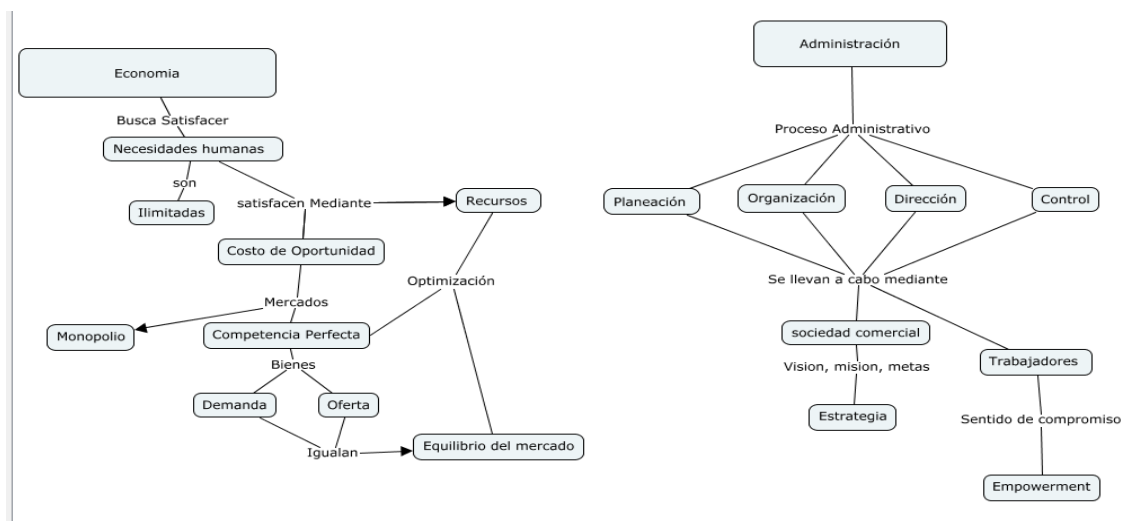 Economia
Busca Satisfacer
Necesidades humanas
son
Ilimitadas
satisfacen Mediante
Recursos
Costo de Oportunidad
Optimización
Mercados
Monopolio
Competencia Perfecta
Bienes
Demanda
Oferta
Igualan
Equilibrio del mercado
Administración
Proceso Administrativo
Planeación
Organización
Dirección
Control
Se llevan a cabo mediante
sociedad comercial
Trabajadores
Vision, mision, metas
Estrategia
Sentido de compromiso
Empowerment